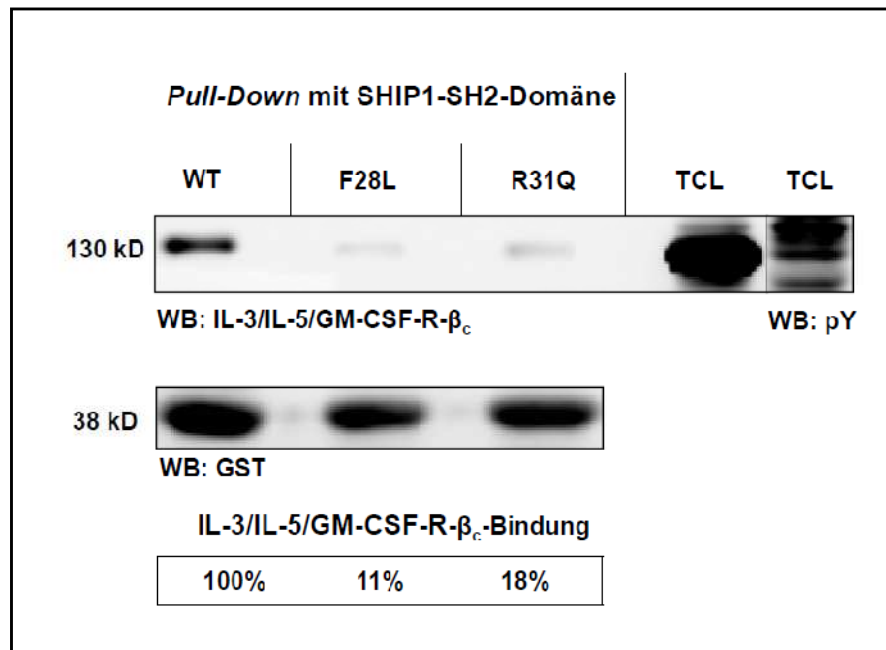 Pull-Down mit SHIP1-SH2-Domäne
WT F28L R31Q TCL TCL
130 kD
WB: IL-3/IL-5/GM-CSF-R-βc WB: pY
38 kD
WB: GST
IL-3/IL-5/GM-CSF-R-βc-Bindung
100% 11% 18%